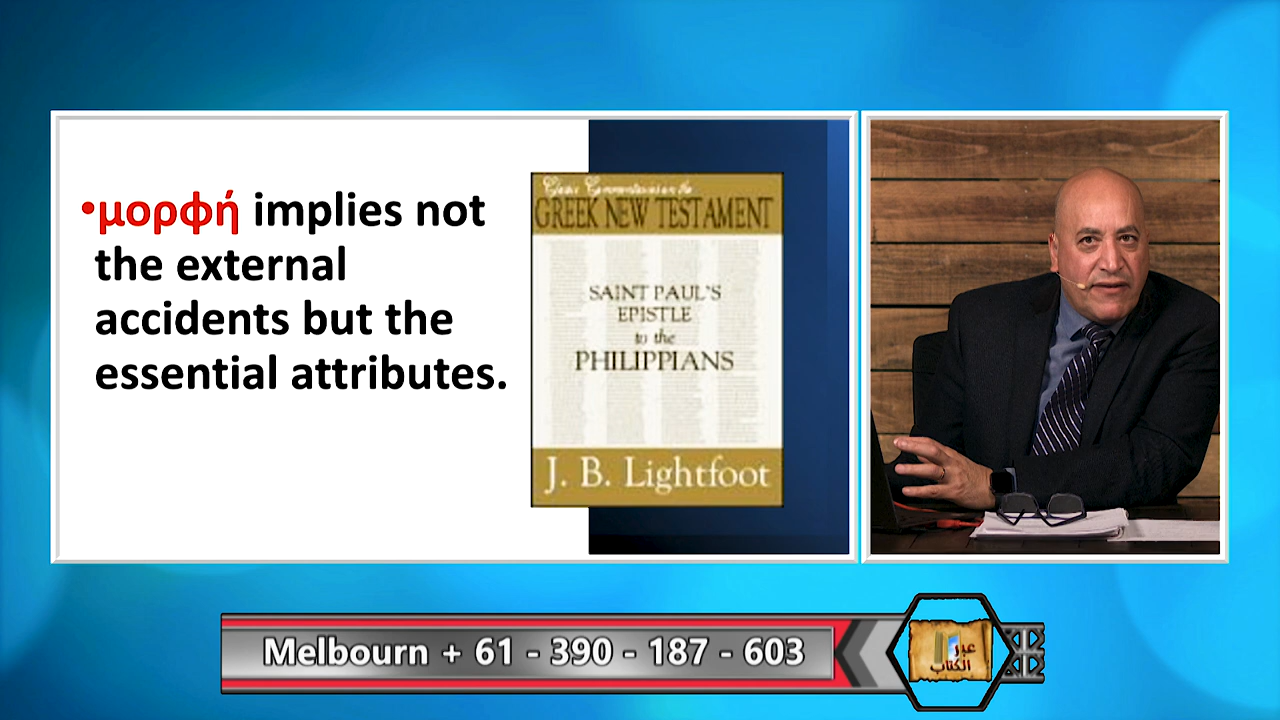 •μορφή implies not
the external
accidents but the
essential attributes.
GREEK NEW TESTAMENT
SAINT PAUL'S
EPISTLE
to the
PHILIPPIANS
J. B. Lightfoot
Melbourn + 61 - 390 - 187 - 603
عبر
الكتاب